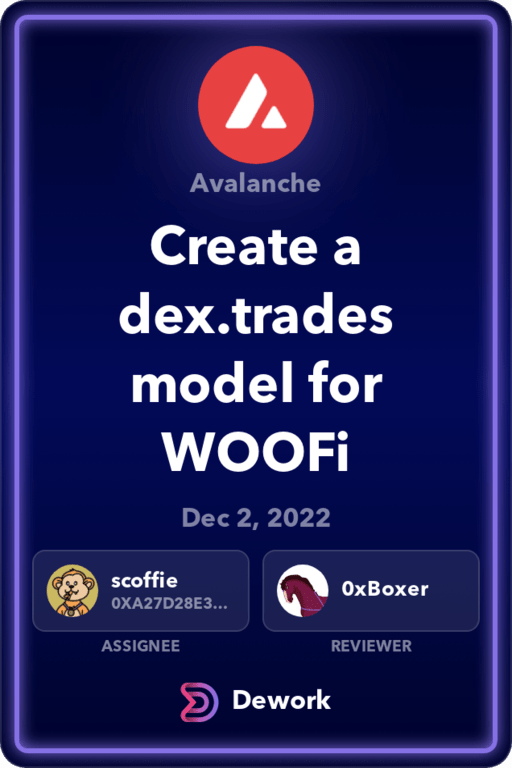 Avalanche
Create a
dex.trades
model for
WOOFi
Dec 2, 2022
scoffie
0XA27D28E3...
0xBoxer
ASSIGNEE
REVIEWER
Dework